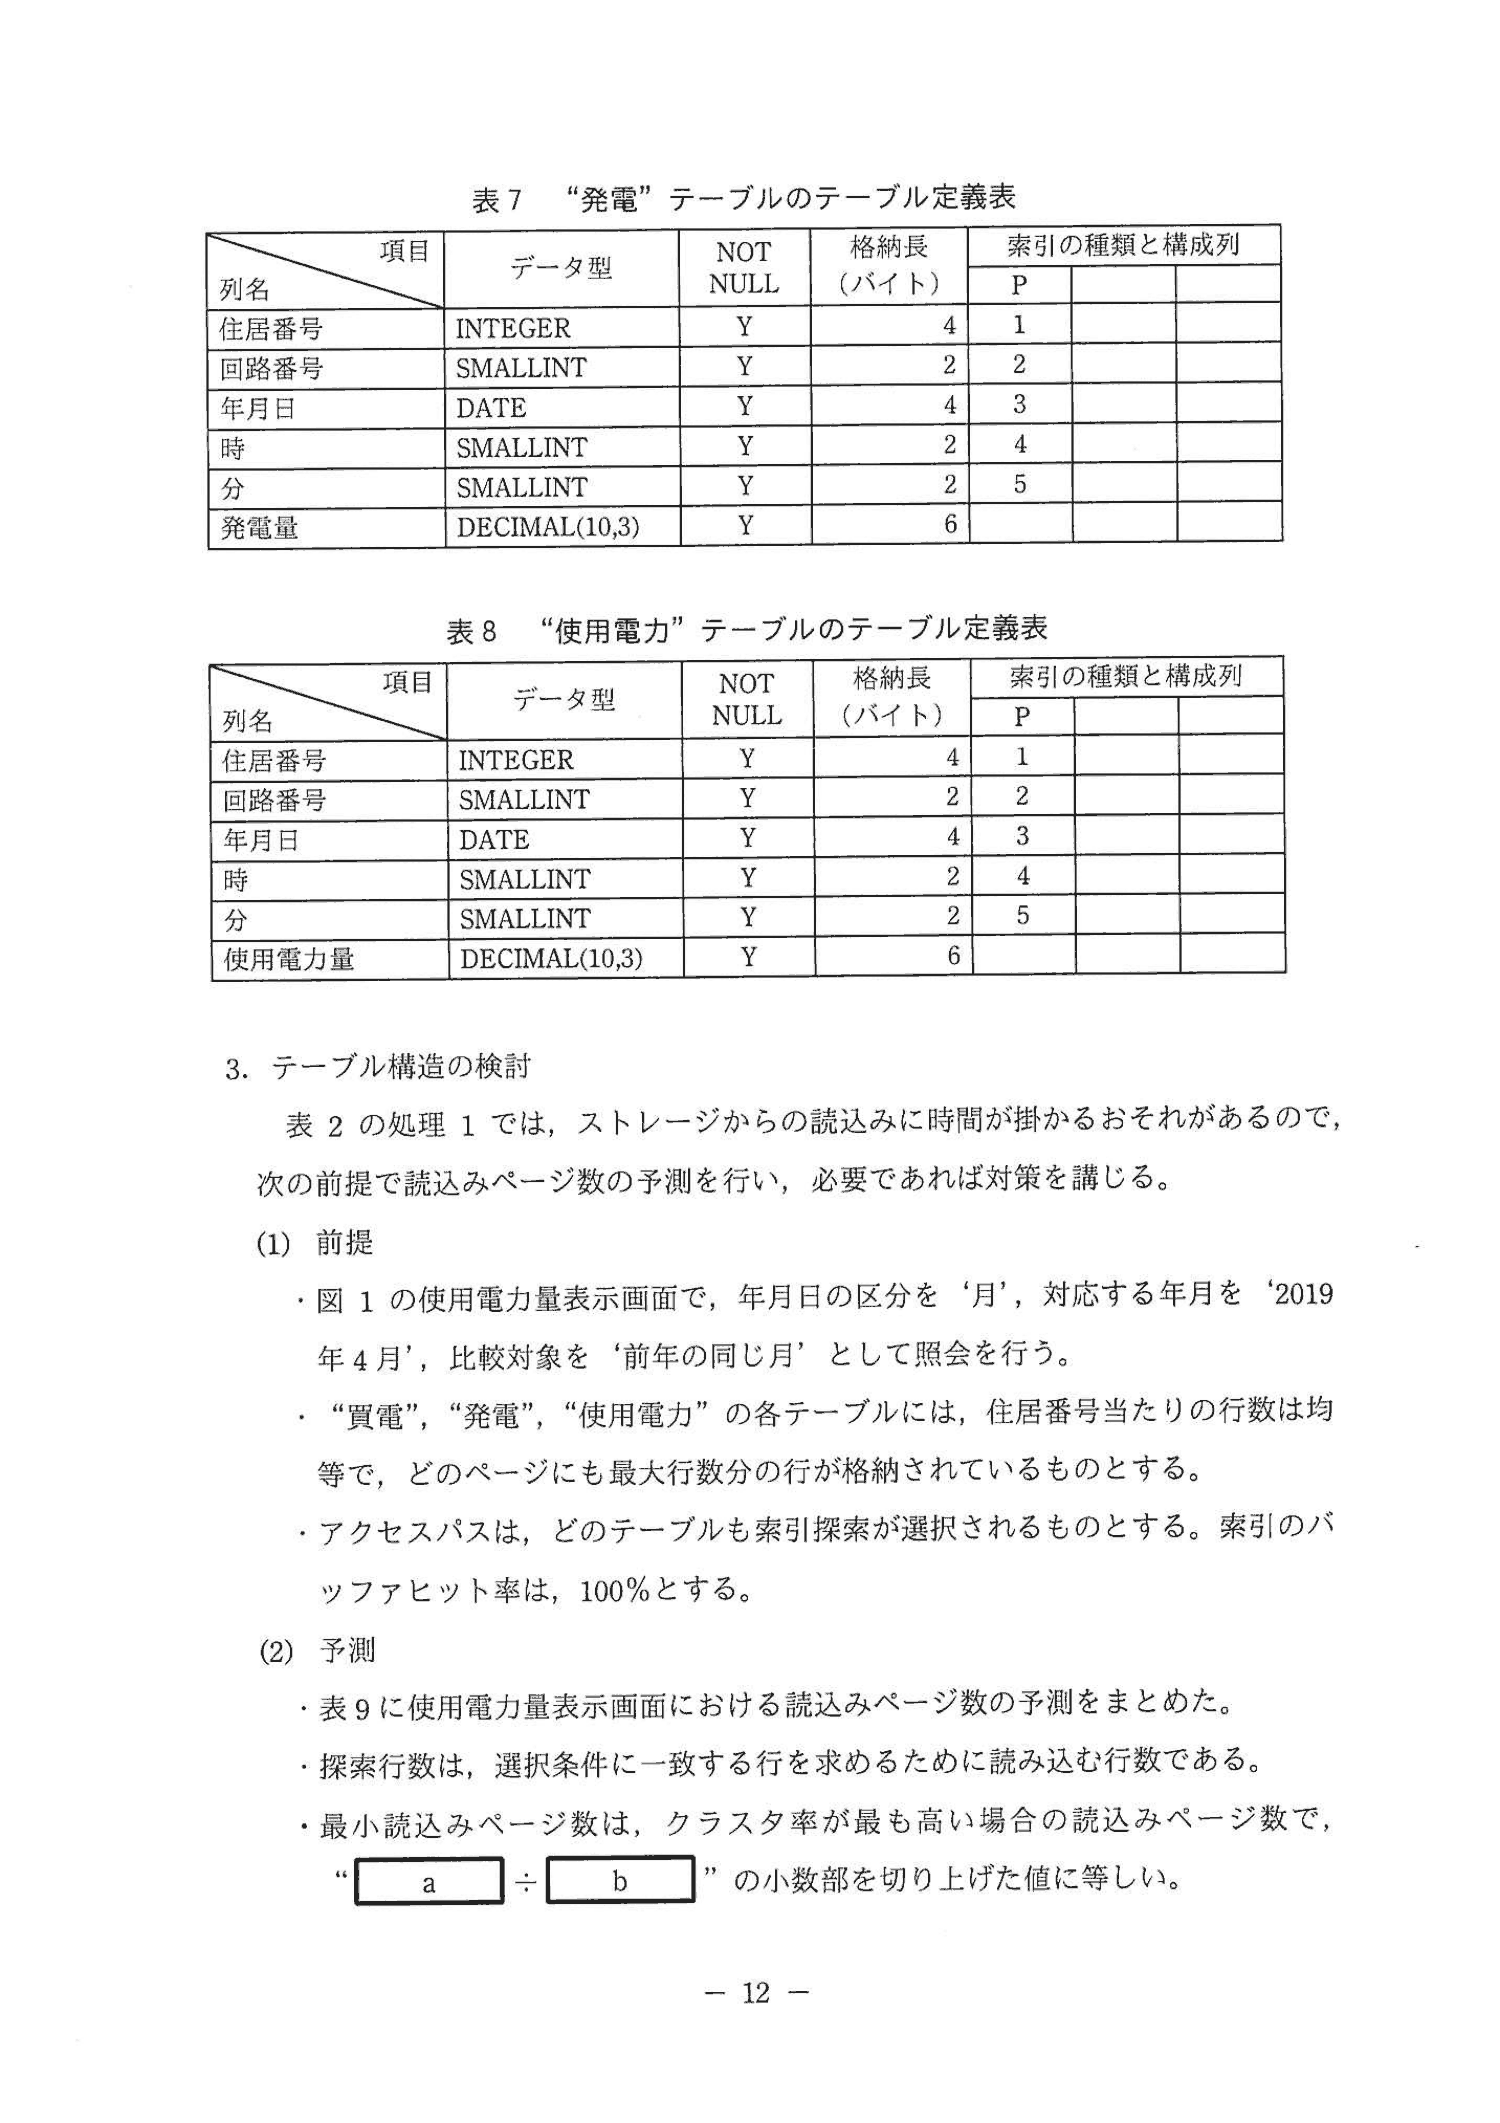 表7 “発電” テーブルのテーブル定義表
項目
列名
データ型
NOT
NULL
格納長
(バイト)
索引の種類と構成列
P
住居番号 INTEGER Y 4 1
回路番号 SMALLINT Y 2 2
年月日 DATE Y 4 3
時 SMALLINT Y 2 4
分 SMALLINT Y 2 5
発電量 DECIMAL(10,3) Y 6
表8 “使用電力” テーブルのテーブル定義表
項目
列名
データ型
NOT
NULL
格納長
(バイト)
索引の種類と構成列
P
住居番号 INTEGER Y 4 1
回路番号 SMALLINT Y 2 2
年月日 DATE Y 4 3
時 SMALLINT Y 2 4
分 SMALLINT Y 2 5
使用電力量 DECIMAL(10,3) Y 6
3. テーブル構造の検討
表 2 の処理 1 では，ストレージからの読込みに時間が掛かるおそれがあるので，
次の前提で読込みページ数の予測を行い，必要であれば対策を講じる。
(1) 前提
・図 1 の使用電力量表示画面で，年月日の区分を ‘月’，対応する年月を ‘2019
年4月’，比較対象を ‘前年の同じ月’ として照会を行う。
・“買電”，“発電”，“使用電力” の各テーブルには，住居番号当たりの行数は均
等で，どのページにも最大行数分の行が格納されているものとする。
・アクセスパスは，どのテーブルも索引探索が選択されるものとする。索引のバ
ッファヒット率は，100%とする。
(2) 予測
・表9に使用電力量表示画面における読込みページ数の予測をまとめた。
・探索行数は，選択条件に一致する行を求めるために読み込む行数である。
・最小読込みページ数は，クラスタ率が最も高い場合の読込みページ数で，
“ a ÷ b ” の小数部を切り上げた値に等しい。
－ 12 －